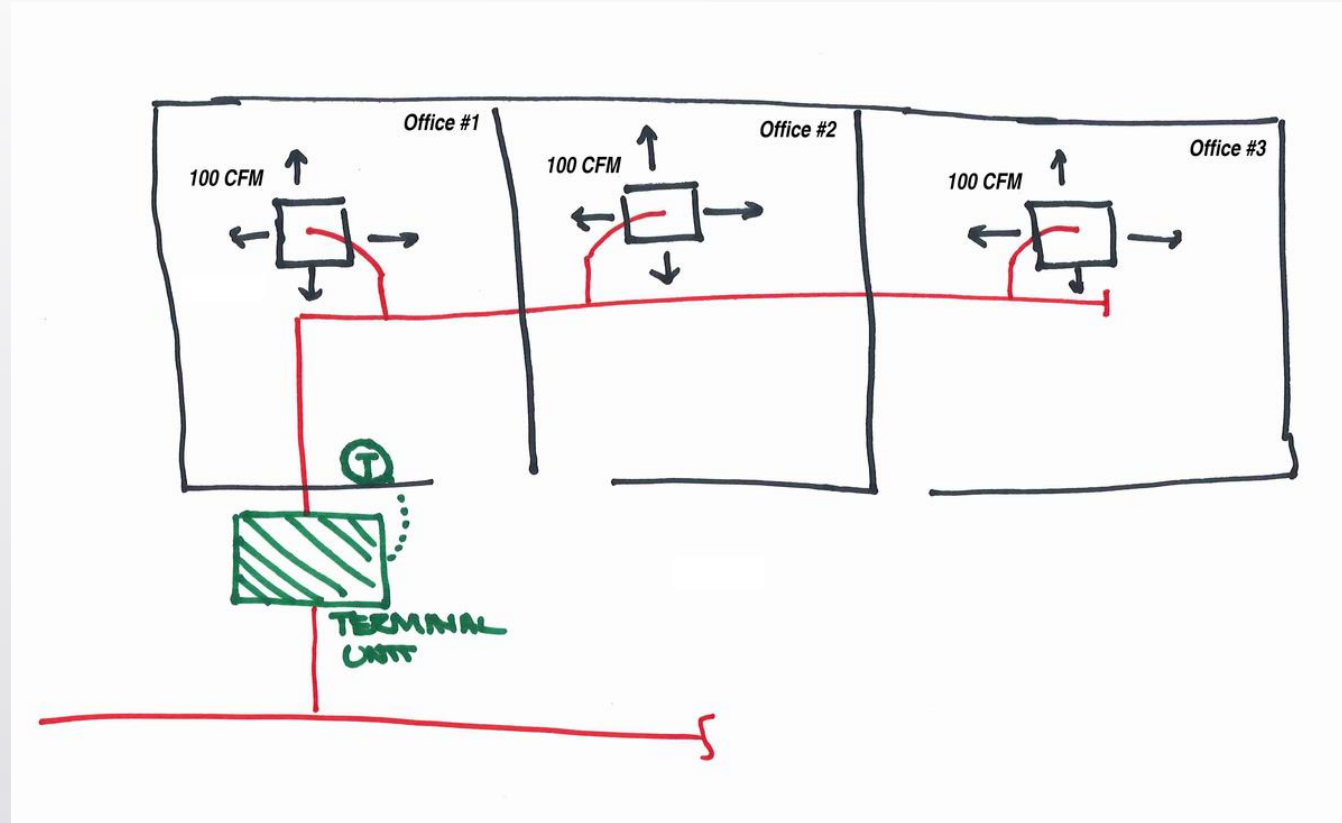 Office #1
Office #2
Office #3
100 CFM
100 CFM
100 CFM
T
TERMINAL
UNIT